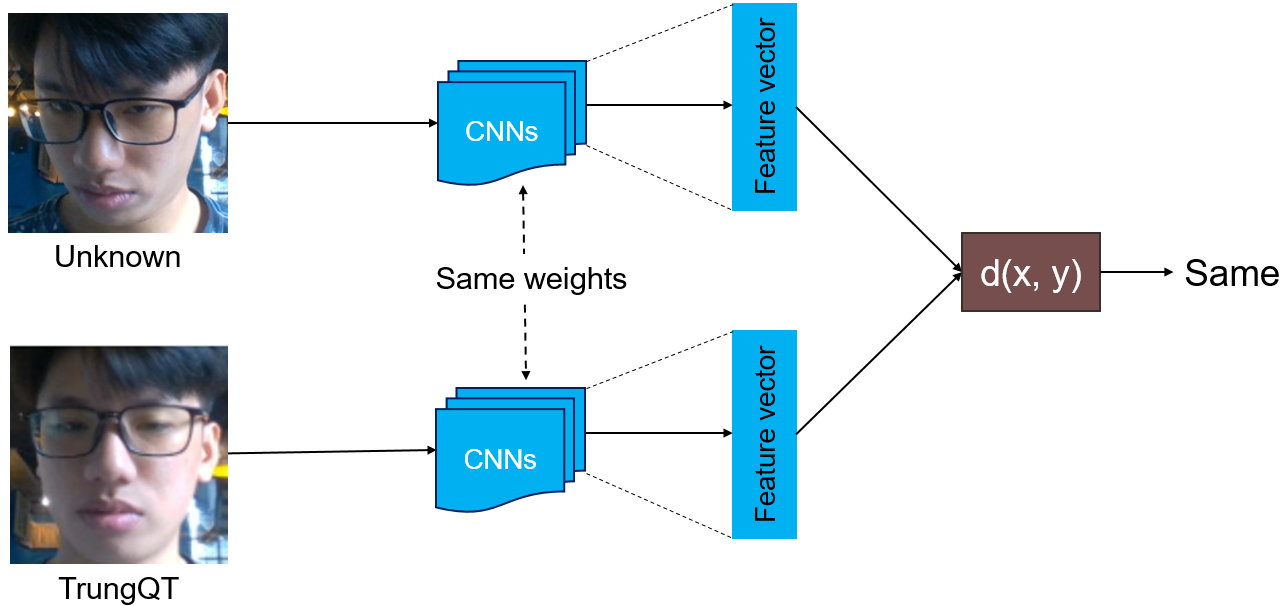 Unknown
CNNs
Feature vector
Same weights
d(x, y)
Same
TrungQT
CNNs
Feature vector